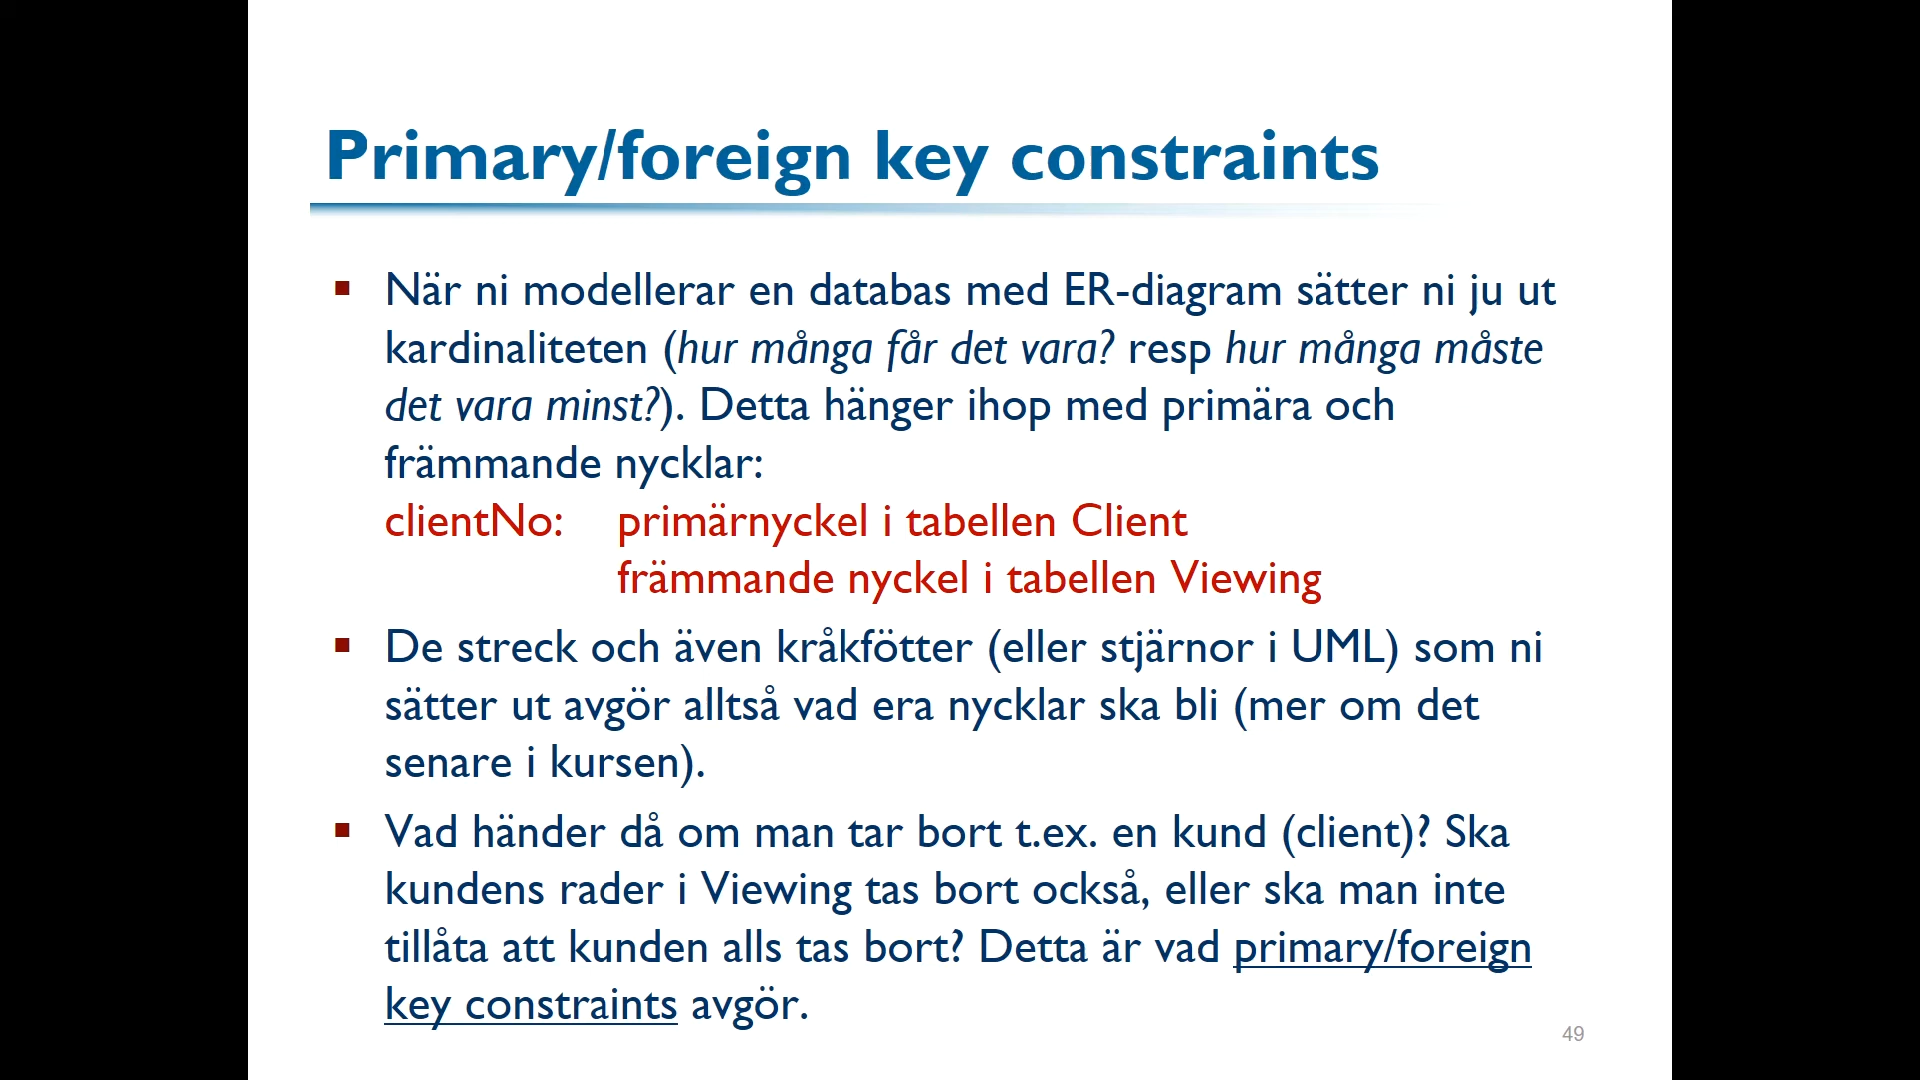 Primary/foreign key constraints
När ni modellerar en databas med ER-diagram sätter ni ju ut
kardinaliteten (hur många får det vara? resp hur många måste
det vara minst?). Detta hänger ihop med primära och
främmande nycklar:
clientNo: primärnyckel i tabellen Client
främmande nyckel i tabellen Viewing
De streck och även kråkfötter (eller stjärnor i UML) som ni
sätter ut avgör alltså vad era nycklar ska bli (mer om det
senare i kursen).
Vad händer då om man tar bort t.ex. en kund (client)? Ska
kundens rader i Viewing tas bort också, eller ska man inte
tillåta att kunden alls tas bort? Detta är vad primary/foreign
key constraints avgör.
49